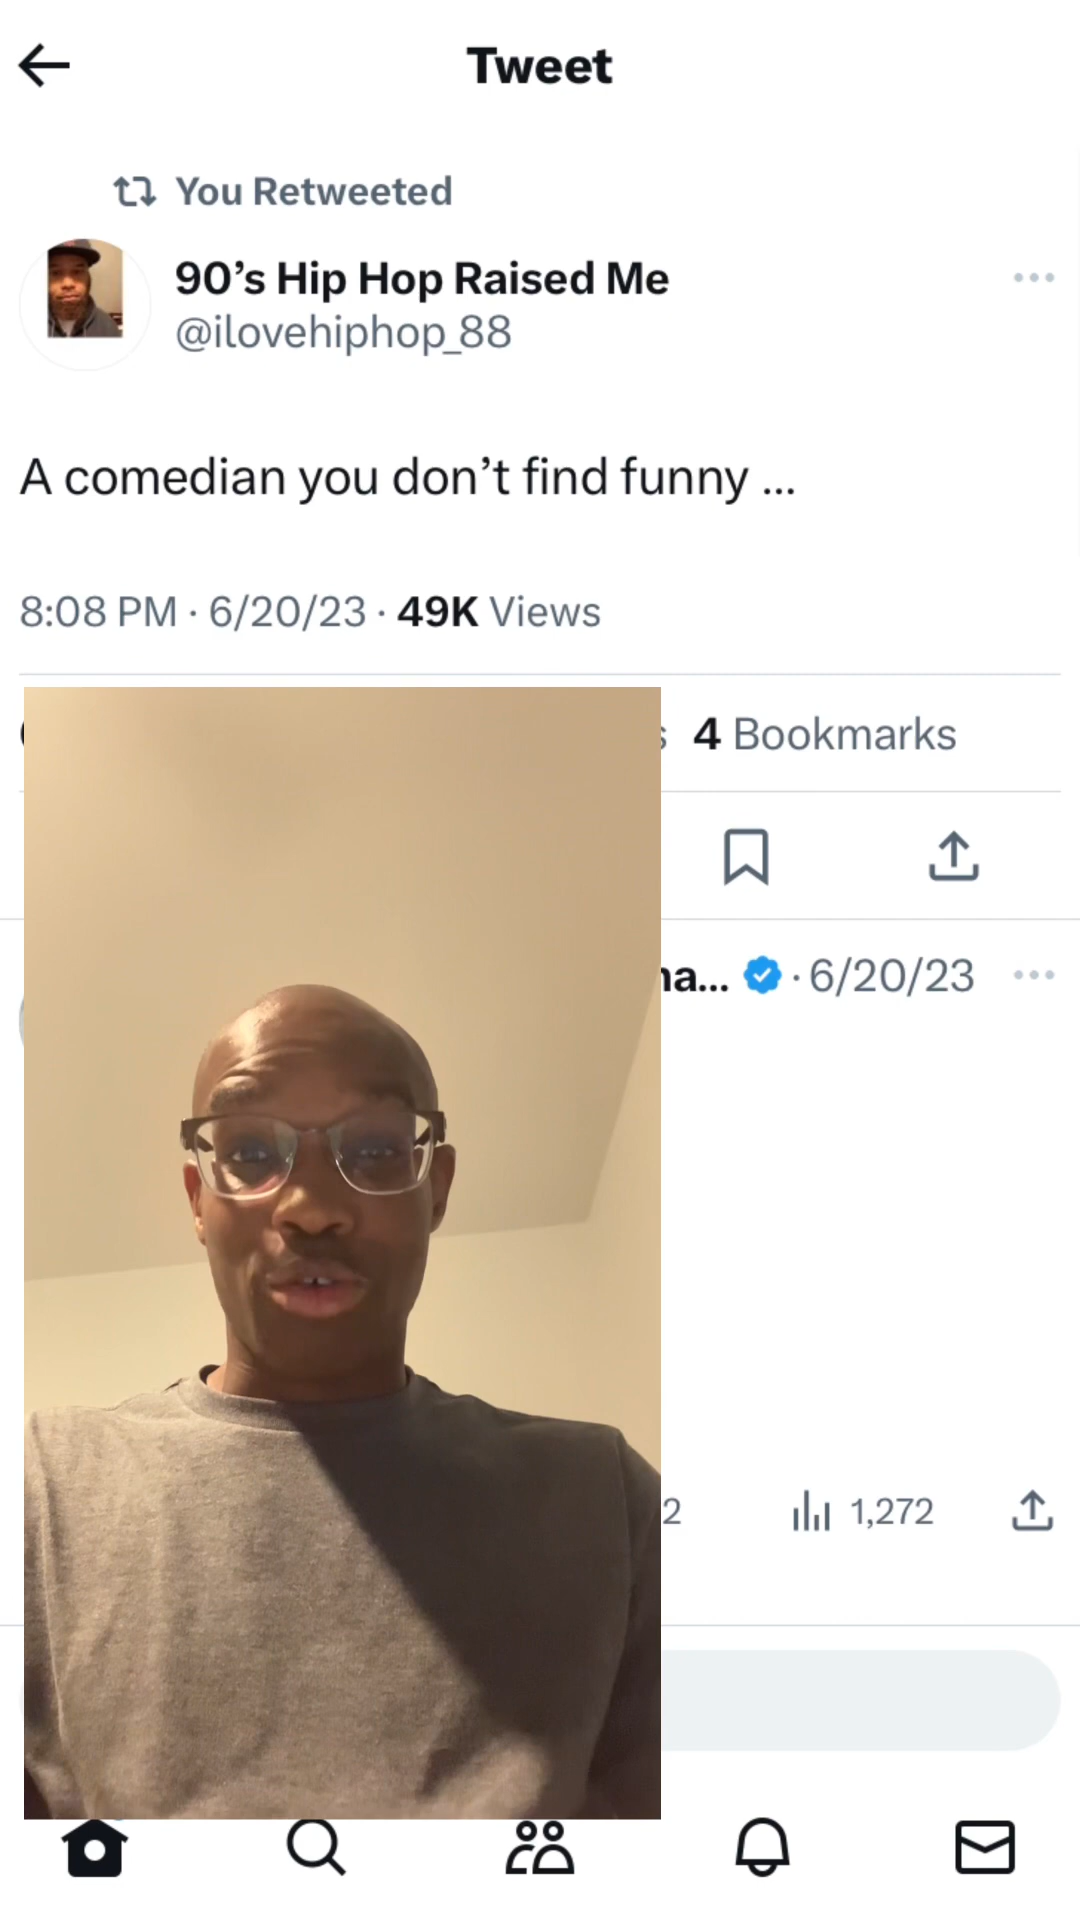 Tweet
You Retweeted
90’s Hip Hop Raised Me
@ilovehiphop_88
A comedian you don’t find funny ...
8:08 PM · 6/20/23 · 49K Views
4 Bookmarks
· 6/20/23
1,272